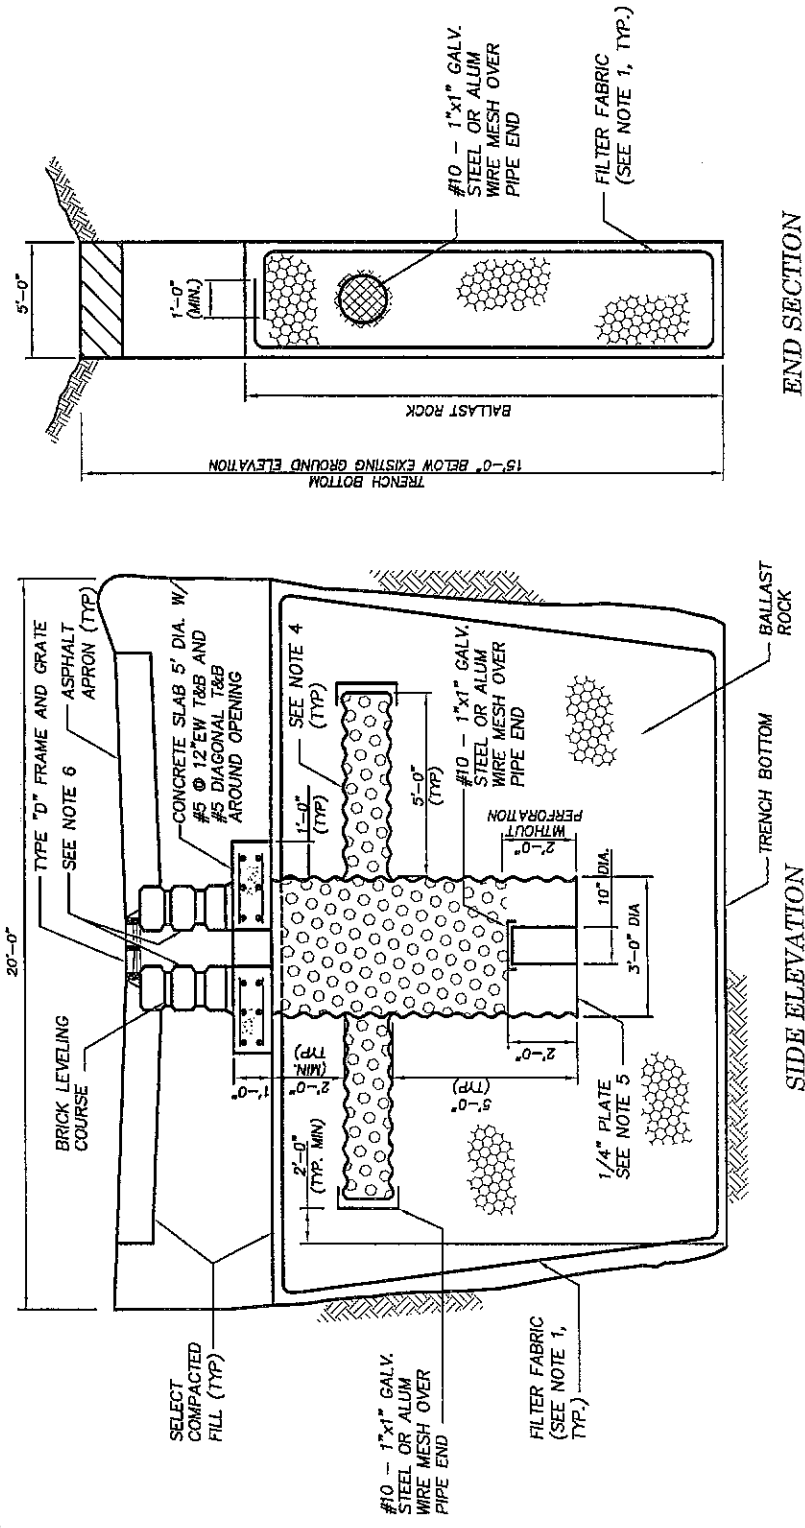 20'-0"
TYPE "D" FRAME AND GRATE
SEE NOTE 6
ASPHALT
APRON (TYP)
BRICK LEVELING
COURSE
SELECT
COMPACTED
FILL (TYP)
CONCRETE SLAB 5' DIA. W/
#5 @ 12"EW T&B AND
#5 DIAGONAL T&B
AROUND OPENING
1'-0"
(TYP)
SEE NOTE 4
(TYP)
1'-0"
2'-0"
(MIN.
TYP)
2'-0"
(TYP. MIN)
5'-0"
(TYP)
5'-0"
(TYP)
#10 – 1"x1" GALV.
STEEL OR ALUM
WIRE MESH OVER
PIPE END
#10 – 1"x1" GALV.
STEEL OR ALUM
WIRE MESH OVER
PIPE END
2'-0"
WITHOUT
PERFORATION
2'-0"
10" DIA.
3'-0" DIA
1/4" PLATE
SEE NOTE 5
FILTER FABRIC
(SEE NOTE 1,
TYP.)
BALLAST
ROCK
TRENCH BOTTOM
SIDE ELEVATION
5'-0"
1'-0"
(MIN.)
#10 – 1"x1" GALV.
STEEL OR ALUM
WIRE MESH OVER
PIPE END
FILTER FABRIC
(SEE NOTE 1, TYP.)
BALLAST ROCK
TRENCH BOTTOM
15'-0" BELOW EXISTING GROUND ELEVATION
END SECTION